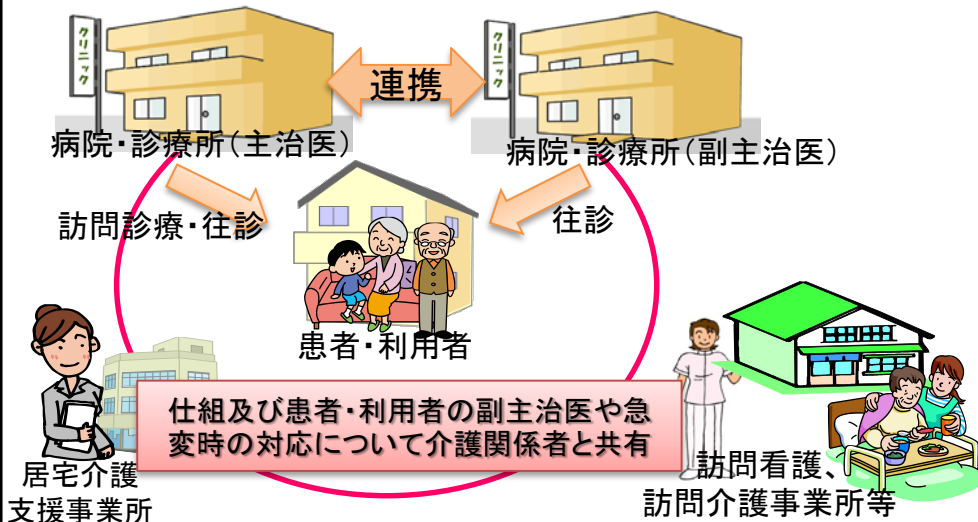 クリニック
クリニック
連携
病院・診療所（主治医）
病院・診療所（副主治医）
訪問診療・往診
往診
患者・利用者
仕組及び患者・利用者の副主治医や急
変時の対応について介護関係者と共有
居宅介護
支援事業所
訪問看護、
訪問介護事業所等